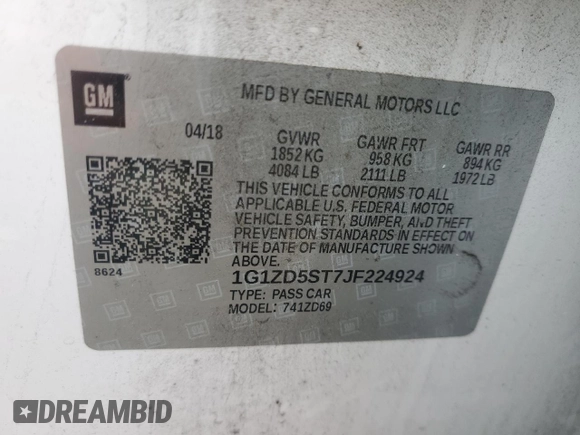 GM
MFD BY GENERAL MOTORS LLC
04/18
GVWR GAWR FRT GAWR RR
1852 KG 958 KG 894 KG
4084 LB 2111 LB 1972 LB
THIS VEHICLE CONFORMS TO ALL
APPLICABLE U.S. FEDERAL MOTOR
VEHICLE SAFETY, BUMPER, AND THEFT
PREVENTION STANDARDS IN EFFECT ON
THE DATE OF MANUFACTURE SHOWN
ABOVE.
8624
1G1ZD5ST7JF224924
TYPE: PASS CAR
MODEL: 741ZD69
DREAMBID